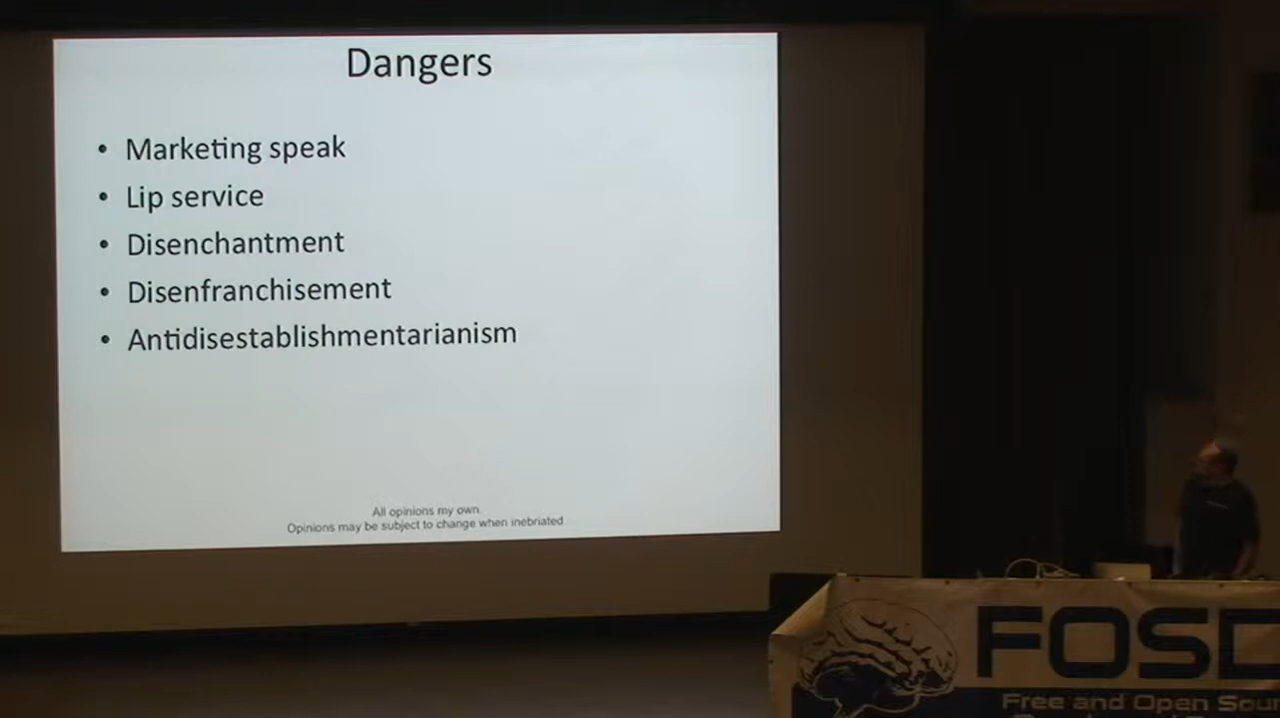 Dangers
• Marketing speak
• Lip service
• Disenchantment
• Disenfranchisement
• Antidisestablishmentarianism
All opinions my own.
Opinions may be subject to change when inebriated
FOSD
Free and Open Sour